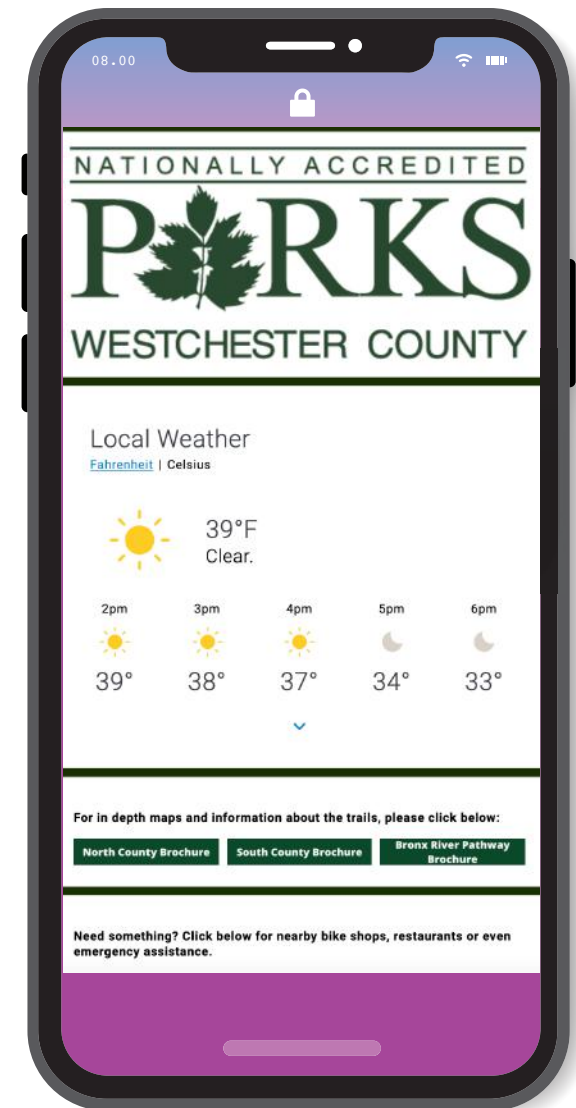 08.00
NATIONALLY ACCREDITED
PARKS
WESTCHESTER COUNTY
Local Weather
Fahrenheit | Celsius
39°F
Clear.
2pm 3pm 4pm 5pm 6pm
39° 38° 37° 34° 33°
For in depth maps and information about the trails, please click below:
North County Brochure South County Brochure Bronx River Pathway
Brochure
Need something? Click below for nearby bike shops, restaurants or even
emergency assistance.